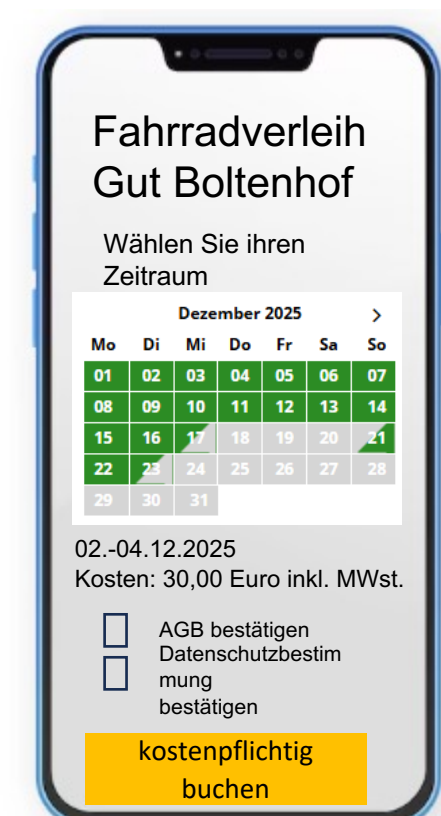 Fahrradverleih
Gut Boltenhof
Wählen Sie ihren
Zeitraum
Dezember 2025 >
Mo Di Mi Do Fr Sa So
01 02 03 04 05 06 07
08 09 10 11 12 13 14
15 16 17 18 19 20 21
22 23 24 25 26 27 28
29 30 31
02.-04.12.2025
Kosten: 30,00 Euro inkl. MWst.
AGB bestätigen
Datenschutzbestim
mung
bestätigen
kostenpflichtig
buchen